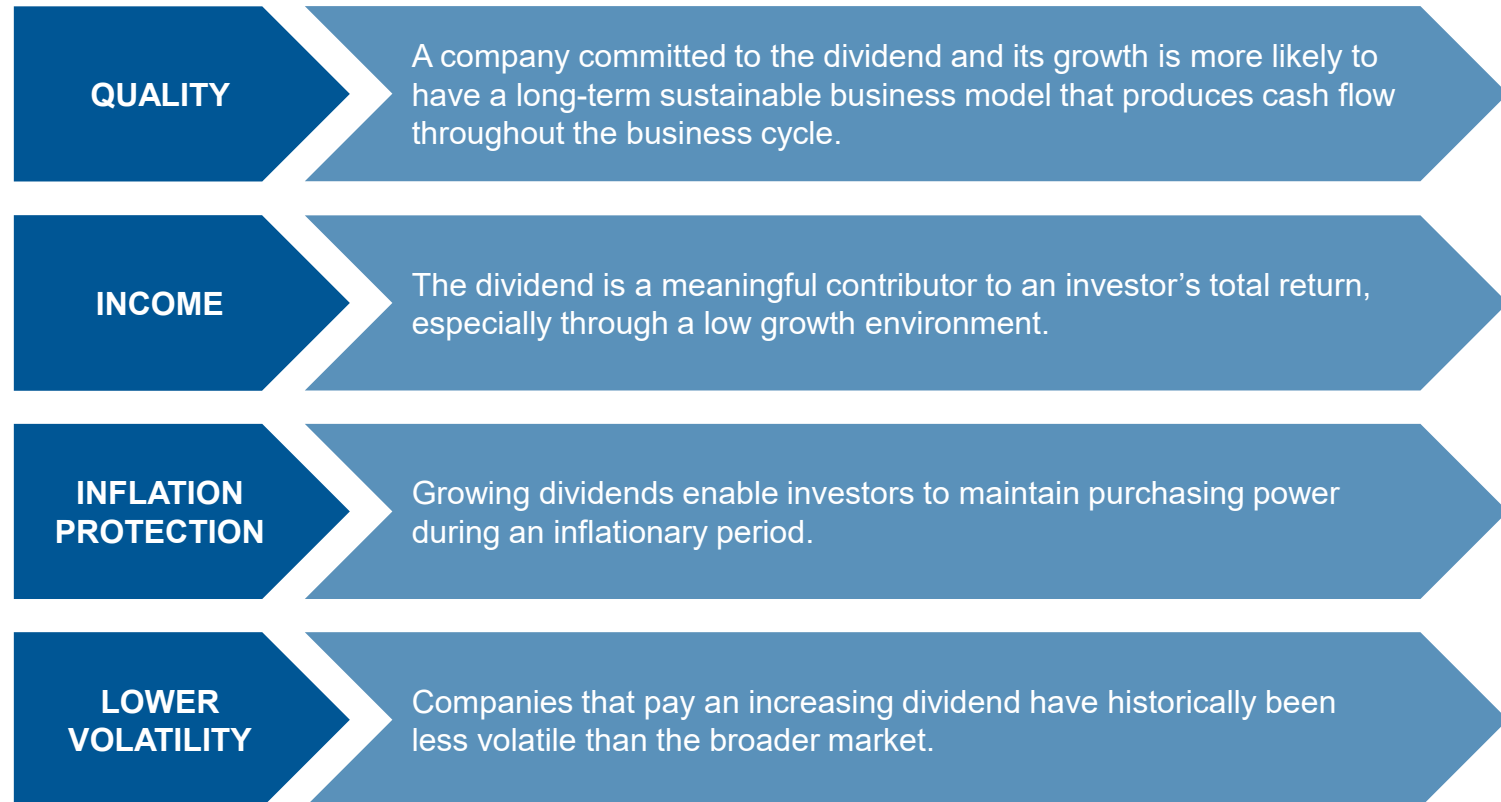 QUALITY
A company committed to the dividend and its growth is more likely to
have a long-term sustainable business model that produces cash flow
throughout the business cycle.
INCOME
The dividend is a meaningful contributor to an investor’s total return,
especially through a low growth environment.
INFLATION
PROTECTION
Growing dividends enable investors to maintain purchasing power
during an inflationary period.
LOWER
VOLATILITY
Companies that pay an increasing dividend have historically been
less volatile than the broader market.